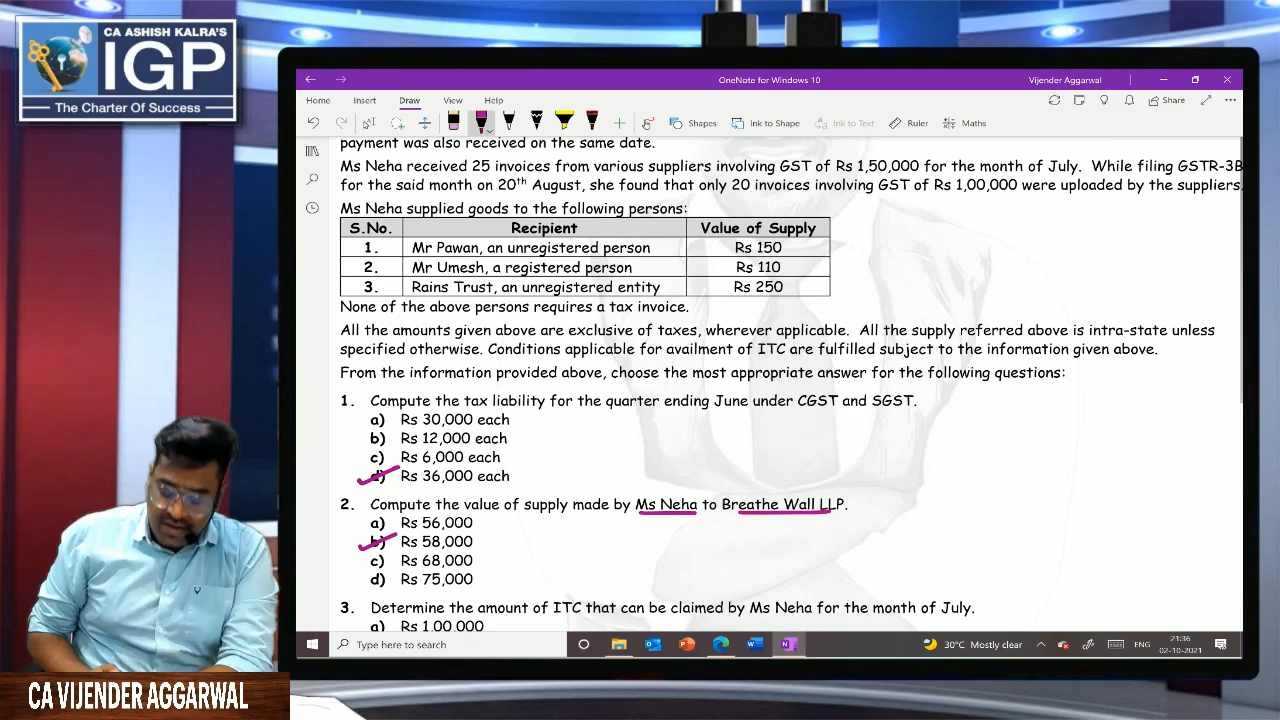 CA ASHISH KALRA'S
IGP
The Charter Of Success
OneNote for Windows 10
Vijender Aggarwal
Home Insert Draw View Help
Share
Shapes Ink to Shape Ink to Text Ruler Maths
payment was also received on the same date.
Ms Neha received 25 invoices from various suppliers involving GST of Rs 1,50,000 for the month of July. While filing GSTR-3B
for the said month on 20th August, she found that only 20 invoices involving GST of Rs 1,00,000 were uploaded by the suppliers.
Ms Neha supplied goods to the following persons:
S.No. Recipient Value of Supply
1. Mr Pawan, an unregistered person Rs 150
2. Mr Umesh, a registered person Rs 110
3. Rains Trust, an unregistered entity Rs 250
None of the above persons requires a tax invoice.
All the amounts given above are exclusive of taxes, wherever applicable. All the supply referred above is intra-state unless
specified otherwise. Conditions applicable for availment of ITC are fulfilled subject to the information given above.
From the information provided above, choose the most appropriate answer for the following questions:
1. Compute the tax liability for the quarter ending June under CGST and SGST.
a) Rs 30,000 each
b) Rs 12,000 each
c) Rs 6,000 each
d) Rs 36,000 each
2. Compute the value of supply made by Ms Neha to Breathe Wall LLP.
a) Rs 56,000
b) Rs 58,000
c) Rs 68,000
d) Rs 75,000
3. Determine the amount of ITC that can be claimed by Ms Neha for the month of July.
a) Rs 1,00,000
Type here to search
30°C Mostly clear
ENG
21:36
02-10-2021
CA VIJENDER AGGARWAL